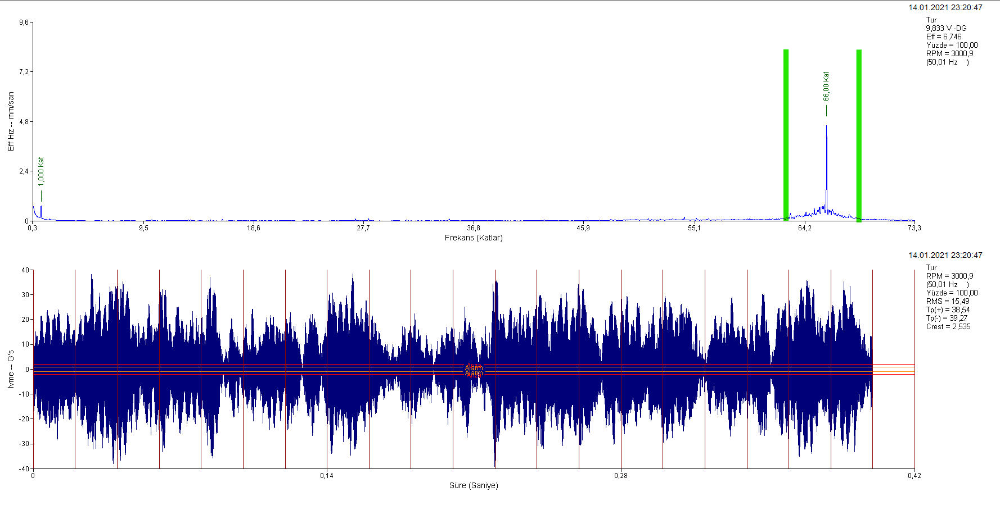 14.01.2021 23:20:47
Tur
9,833 V -DG
Eff = 6,746
Yüzde = 100,00
RPM = 3000,9
(50,01 Hz )
9,6
7,2
4,8
2,4
0
Eff Hız -- mm/san
1,000 Kat
66,00 Kat
0,3 9,5 18,6 27,7 36,8 45,9 55,1 64,2 73,3
Frekans (Katlar)
14.01.2021 23:20:47
Tur
RPM = 3000,9
(50,01 Hz )
Yüzde = 100,00
RMS = 15,49
Tp(+) = 38,54
Tp(-) = 39,27
Crest = 2,535
40
30
20
10
0
-10
-20
-30
-40
İvme -- G's
Alarm
Alarm
0 0,14 0,28 0,42
Süre (Saniye)